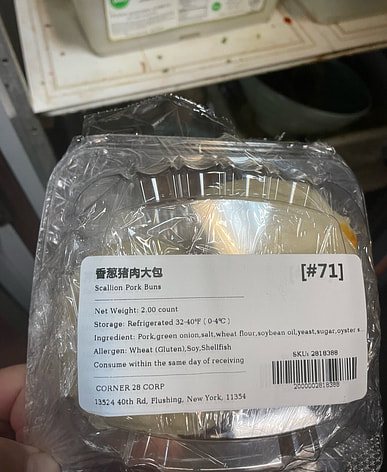 香葱猪肉大包
[#71]
Scallion Pork Buns
Net Weight: 2.00 count
Storage: Refrigerated 32-40°F ( 0-4°C )
Ingredient: Pork,green onion,salt,wheat flour,soybean oil,yeast,sugar,oyster s...
Allergen: Wheat (Gluten),Soy,Shellfish
Consume within the same day of receiving
SKU: 2818388
2000002818388
CORNER 28 CORP
13524 40th Rd, Flushing, New York, 11354